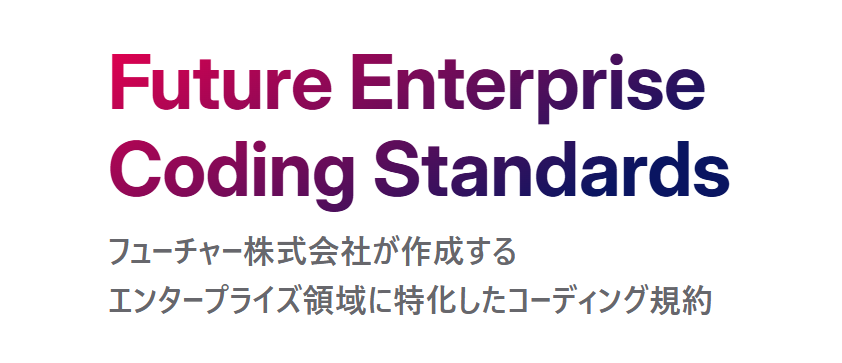 Future Enterprise
Coding Standards
フューチャー株式会社が作成する
エンタープライズ領域に特化したコーディング規約